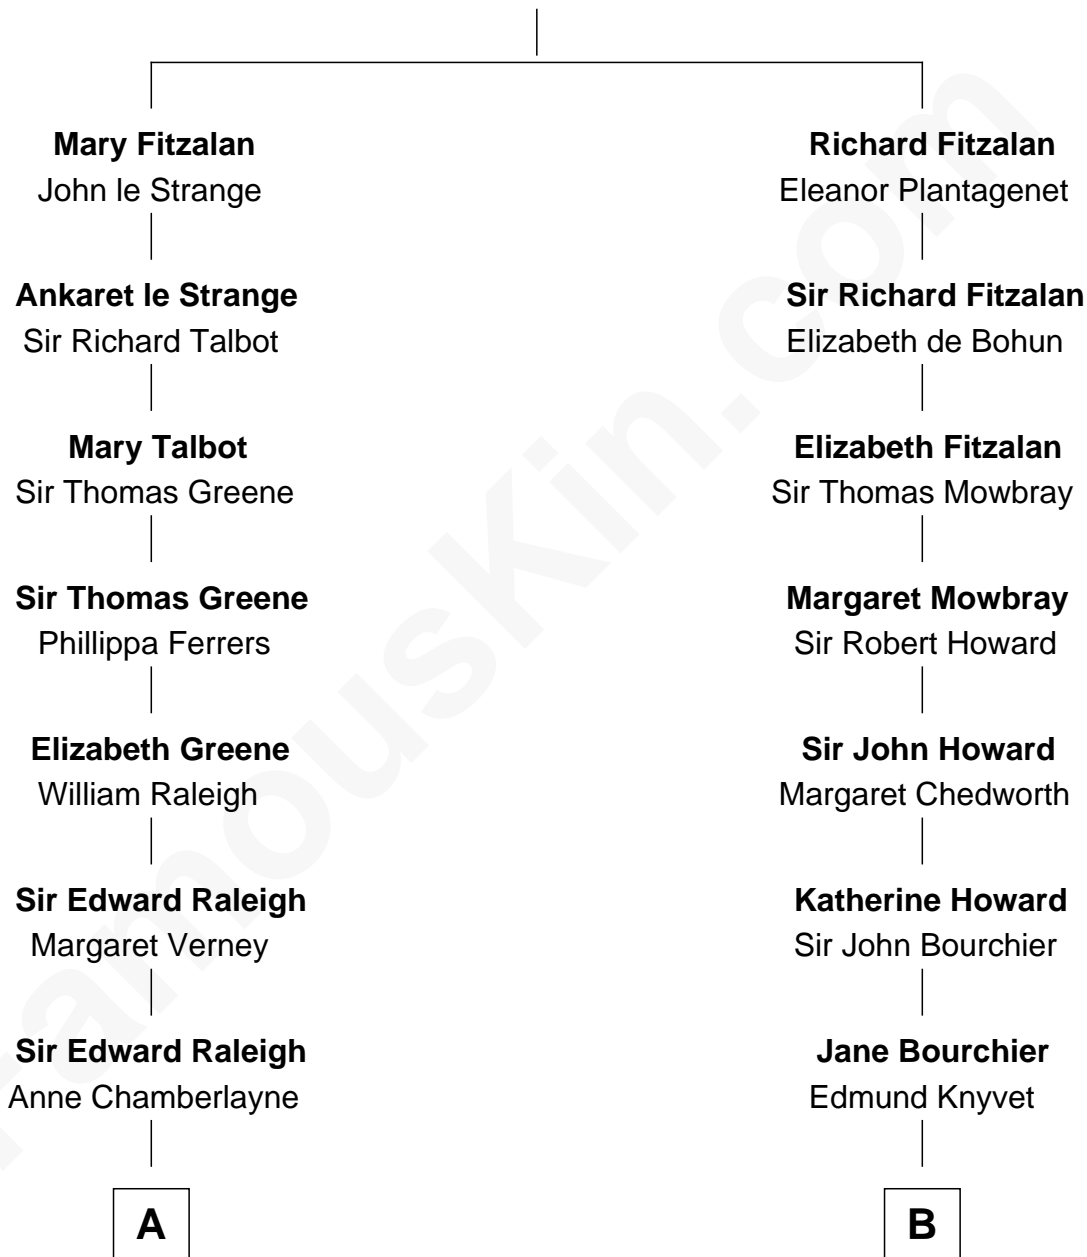 Mary Fitzalan
John le Strange
Ankaret le Strange
Sir Richard Talbot
Mary Talbot
Sir Thomas Greene
Sir Thomas Greene
Phillippa Ferrers
Elizabeth Greene
William Raleigh
Sir Edward Raleigh
Margaret Verney
Sir Edward Raleigh
Anne Chamberlayne
A
Richard Fitzalan
Eleanor Plantagenet
Sir Richard Fitzalan
Elizabeth de Bohun
Elizabeth Fitzalan
Sir Thomas Mowbray
Margaret Mowbray
Sir Robert Howard
Sir John Howard
Margaret Chedworth
Katherine Howard
Sir John Bourchier
Jane Bourchier
Edmund Knyvet
B
FamousKin.com